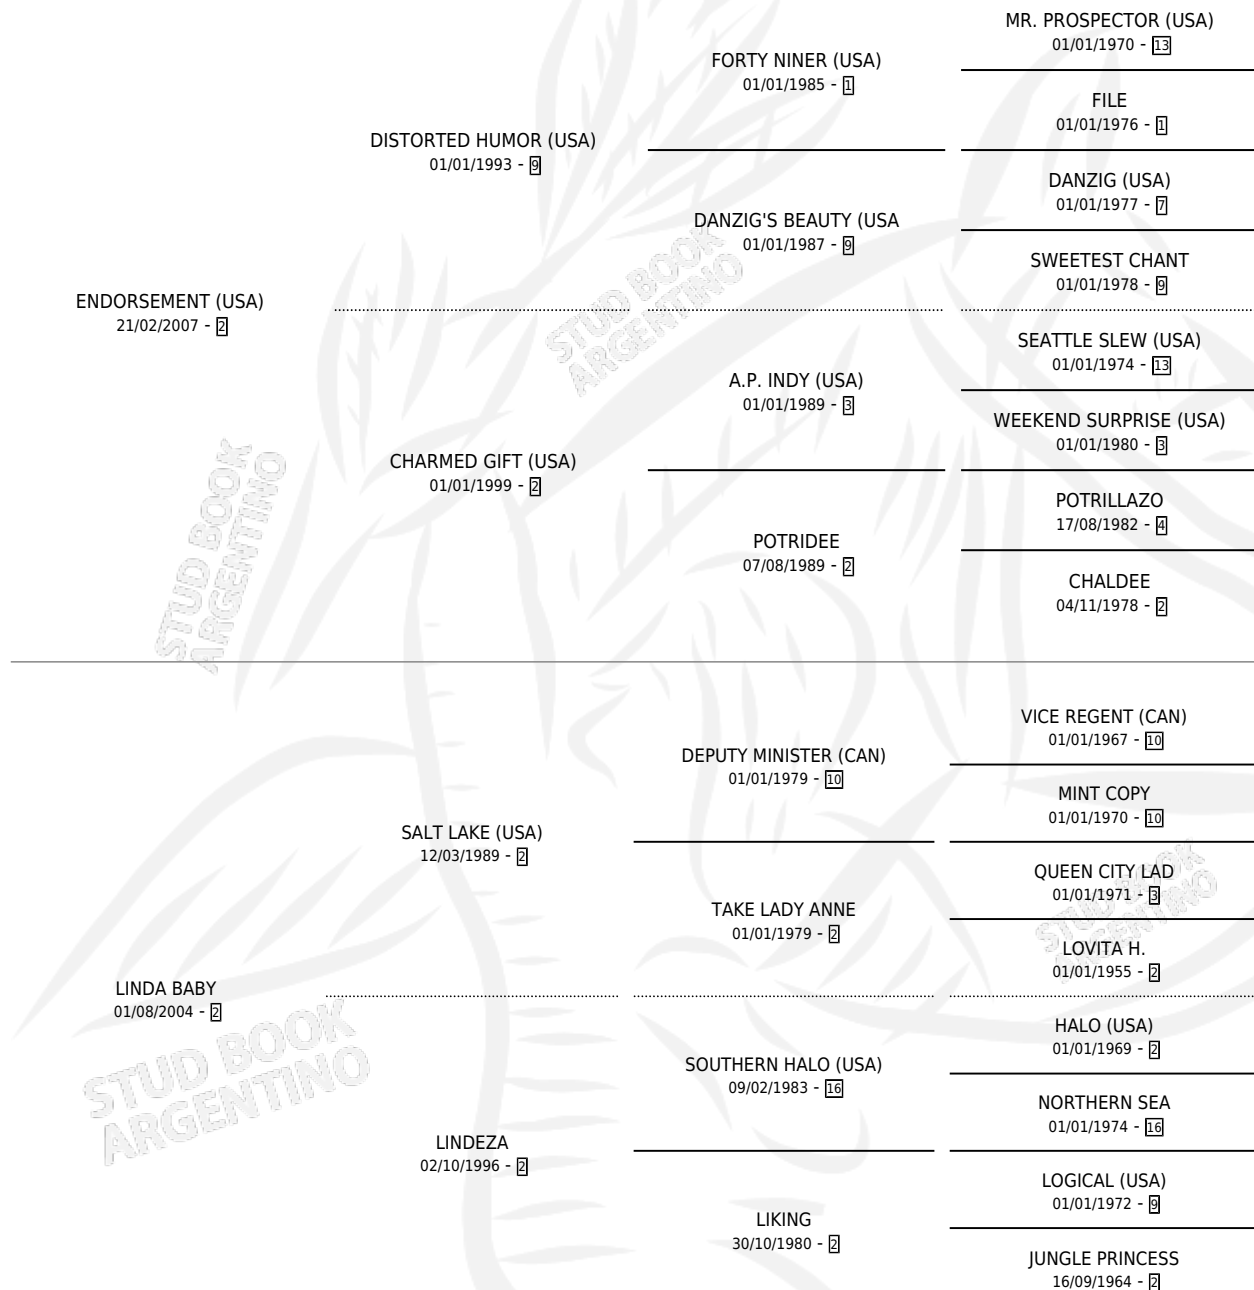 MR. PROSPECTOR (USA)
01/01/1970 - 13
FORTY NINER (USA)
01/01/1985 - 1
FILE
01/01/1976 - 1
DISTORTED HUMOR (USA)
01/01/1993 - 9
DANZIG (USA)
01/01/1977 - 7
DANZIG'S BEAUTY (USA
01/01/1987 - 9
SWEETEST CHANT
01/01/1978 - 9
ENDORSEMENT (USA)
21/02/2007 - 2
SEATTLE SLEW (USA)
01/01/1974 - 13
A.P. INDY (USA)
01/01/1989 - 3
WEEKEND SURPRISE (USA)
01/01/1980 - 3
CHARMED GIFT (USA)
01/01/1999 - 2
POTRILLAZO
17/08/1982 - 4
POTRIDEE
07/08/1989 - 2
CHALDEE
04/11/1978 - 2
VICE REGENT (CAN)
01/01/1967 - 10
DEPUTY MINISTER (CAN)
01/01/1979 - 10
MINT COPY
01/01/1970 - 10
SALT LAKE (USA)
12/03/1989 - 2
QUEEN CITY LAD
01/01/1971 - 3
TAKE LADY ANNE
01/01/1979 - 2
LOVITA H.
01/01/1955 - 2
LINDA BABY
01/08/2004 - 2
HALO (USA)
01/01/1969 - 2
SOUTHERN HALO (USA)
09/02/1983 - 16
NORTHERN SEA
01/01/1974 - 16
LINDEZA
02/10/1996 - 2
LOGICAL (USA)
01/01/1972 - 9
LIKING
30/10/1980 - 2
JUNGLE PRINCESS
16/09/1964 - 2
STUD BOOK
ARGENTINO
STUD BOOK
ARGENTINO
STUD BOOK
ARGENTINO
STUD BOOK
ARGENTINO